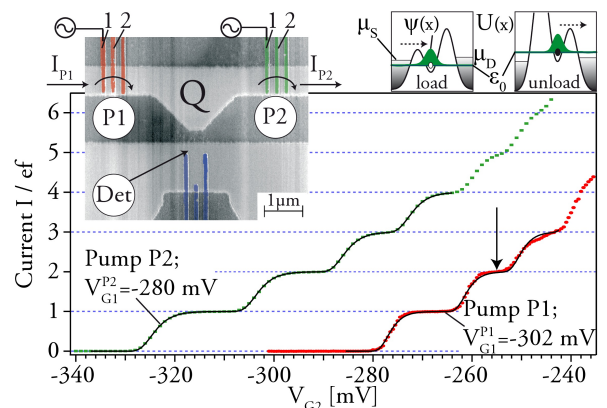 1 2
1 2
I_P1
I_P2
Q
P1
P2
Det
1μm
μ_S
ψ(x)
U(x)
μ_D
ε_0
load
unload
Current I / ef
6
5
4
3
2
1
0
Pump P2;
V_G1^P2=-280 mV
Pump P1;
V_G1^P1=-302 mV
-340
-320
-300
-280
-260
-240
V_G2 [mV]